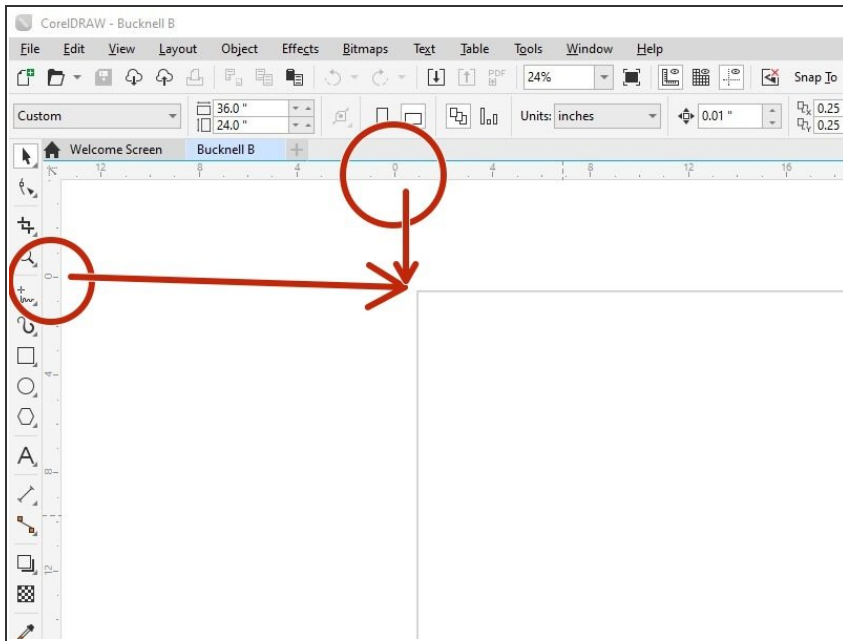 CorelDRAW - Bucknell B
File Edit View Layout Object Effects Bitmaps Text Table Tools Window Help
PDF 24% Snap To
Custom 36.0 " Units: inches 0.01 " 0.25
24.0 " 0.25
Welcome Screen Bucknell B
12 8 4 0 4 8 12 16
0
4
8
12